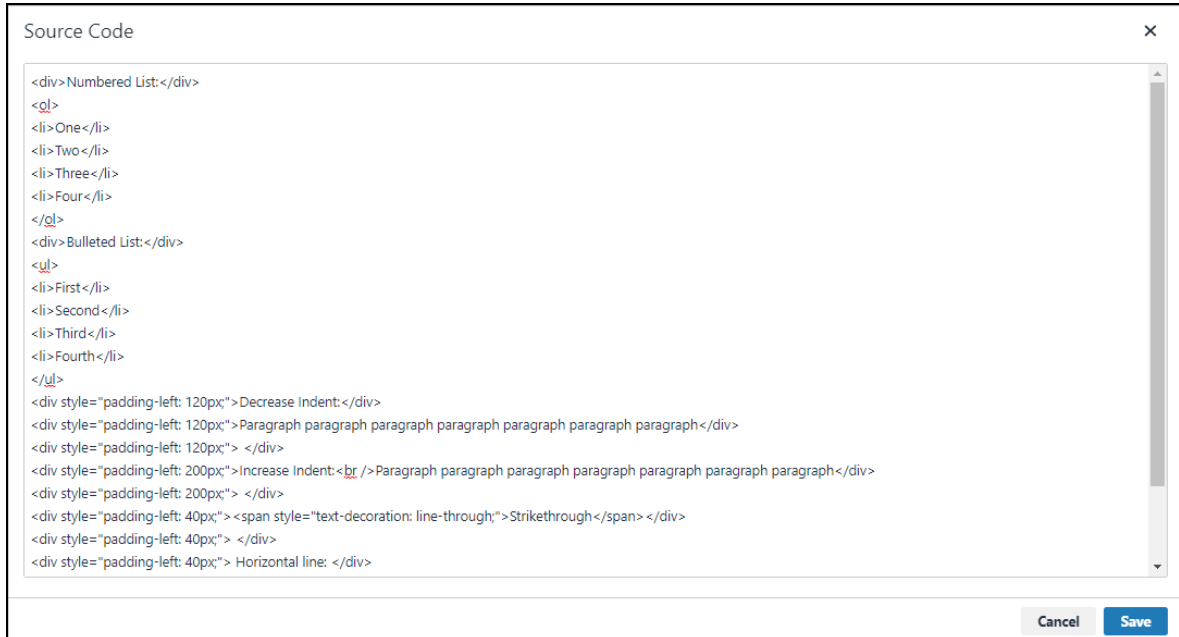 Source Code
<div>Numbered List:</div>
<ol>
<li>One</li>
<li>Two</li>
<li>Three</li>
<li>Four</li>
</ol>
<div>Bulleted List:</div>
<ul>
<li>First</li>
<li>Second</li>
<li>Third</li>
<li>Fourth</li>
</ul>
<div style="padding-left: 120px;">Decrease Indent:</div>
<div style="padding-left: 120px;">Paragraph paragraph paragraph paragraph paragraph paragraph paragraph</div>
<div style="padding-left: 120px;"> </div>
<div style="padding-left: 200px;">Increase Indent:<br />Paragraph paragraph paragraph paragraph paragraph paragraph paragraph</div>
<div style="padding-left: 200px;"> </div>
<div style="padding-left: 40px;"><span style="text-decoration: line-through;">Strikethrough</span></div>
<div style="padding-left: 40px;"> </div>
<div style="padding-left: 40px;"> Horizontal line: </div>
Cancel Save